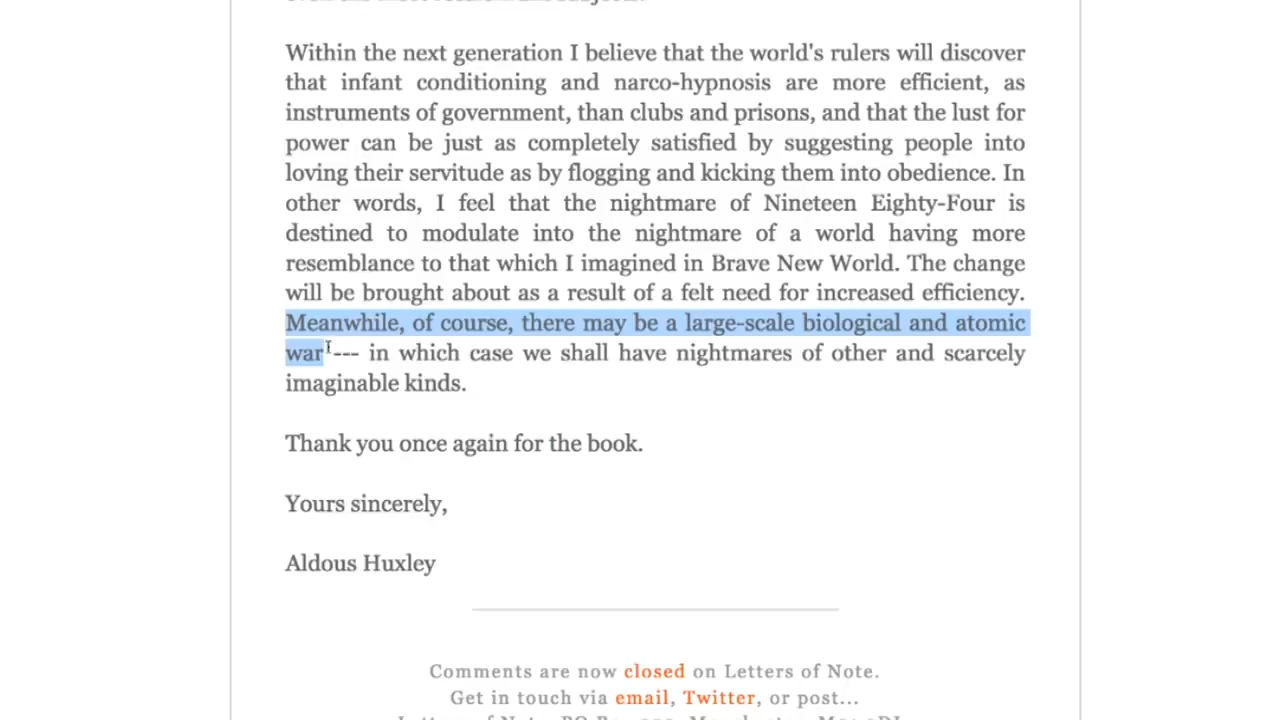 Within the next generation I believe that the world's rulers will discover
that infant conditioning and narco-hypnosis are more efficient, as
instruments of government, than clubs and prisons, and that the lust for
power can be just as completely satisfied by suggesting people into
loving their servitude as by flogging and kicking them into obedience. In
other words, I feel that the nightmare of Nineteen Eighty-Four is
destined to modulate into the nightmare of a world having more
resemblance to that which I imagined in Brave New World. The change
will be brought about as a result of a felt need for increased efficiency.
Meanwhile, of course, there may be a large-scale biological and atomic
war --- in which case we shall have nightmares of other and scarcely
imaginable kinds.
Thank you once again for the book.
Yours sincerely,
Aldous Huxley
Comments are now closed on Letters of Note.
Get in touch via email, Twitter, or post...